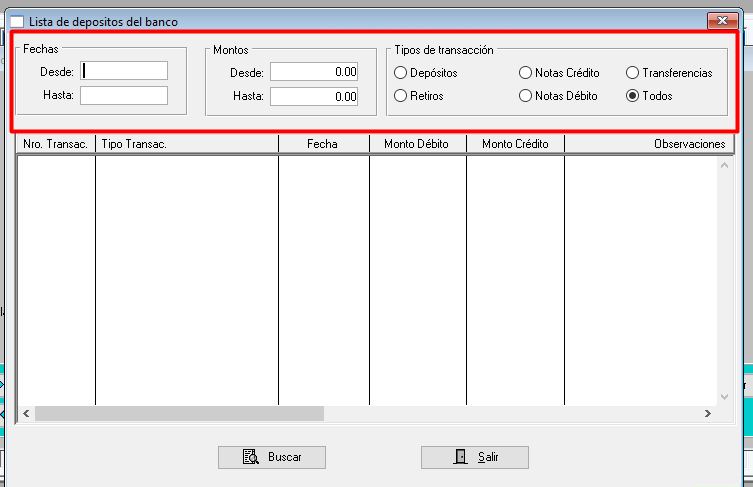 Lista de depositos del banco
Fechas
Desde:
Hasta:
Montos
Desde: 0.00
Hasta: 0.00
Tipos de transacción
Depósitos Notas Crédito Transferencias
Retiros Notas Débito Todos
Nro. Transac. Tipo Transac. Fecha Monto Débito Monto Crédito Observaciones
Buscar Salir